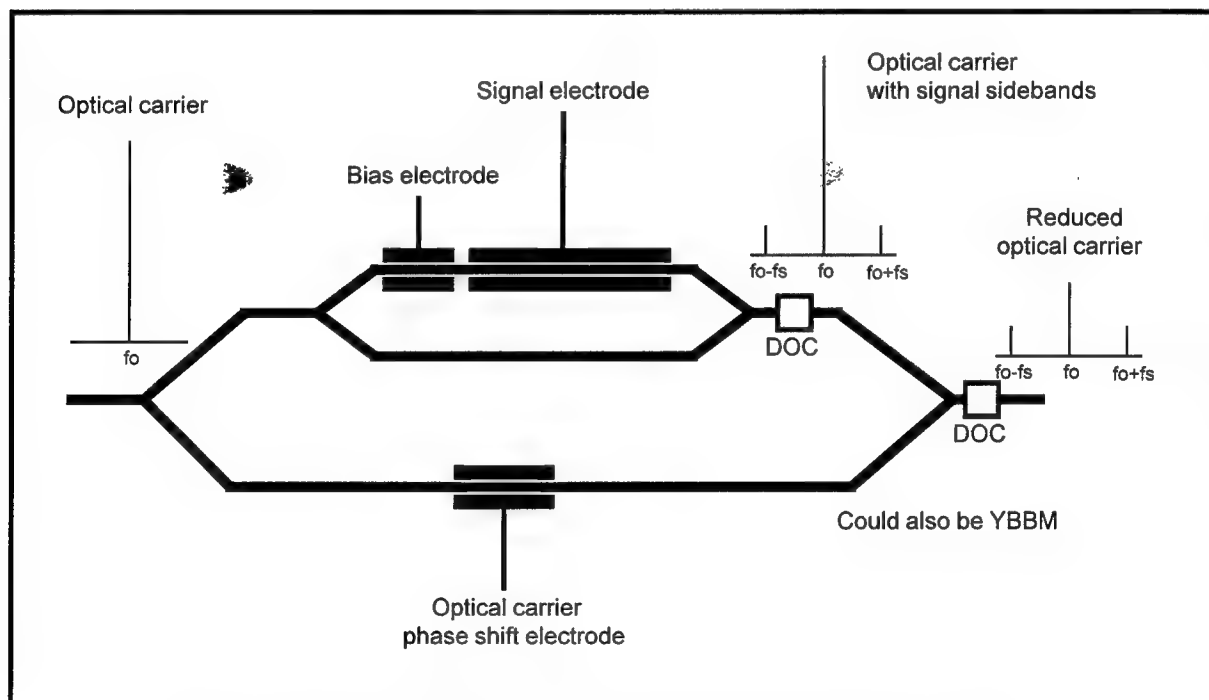 Optical carrier
fo
Bias electrode
Signal electrode
Optical carrier
with signal sidebands
fo-fs fo fo+fs
Reduced
optical carrier
fo-fs fo fo+fs
DOC
DOC
Optical carrier
phase shift electrode
Could also be YBBM